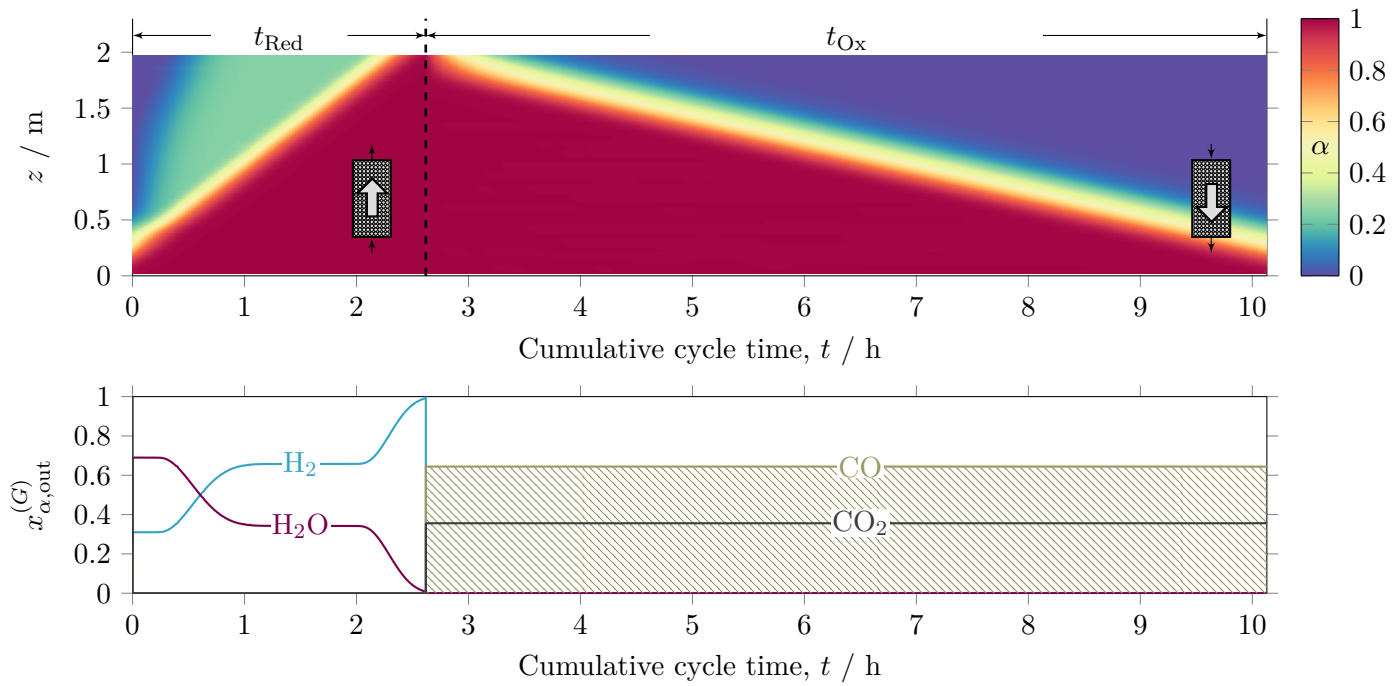 t_Red t_Ox
2
1.5
1
0.5
0
z / m
0 1 2 3 4 5 6 7 8 9 10
Cumulative cycle time, t / h
1
0.8
0.6
α
0.4
0.2
0
1
0.8
0.6
0.4
0.2
0
x_{α,out}^{(G)}
H₂
H₂O
CO
CO₂
0 1 2 3 4 5 6 7 8 9 10
Cumulative cycle time, t / h